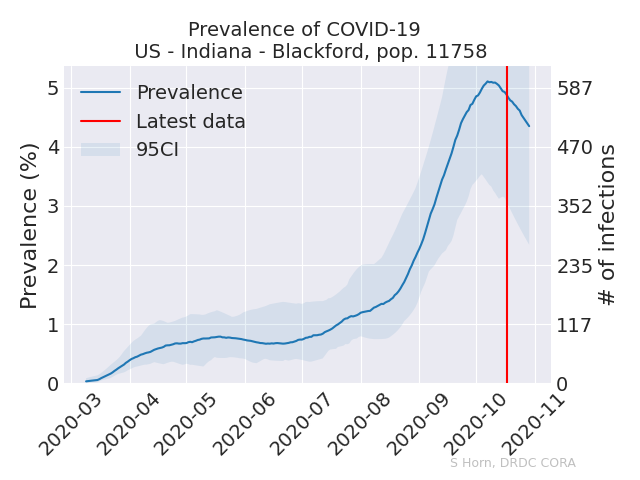 Prevalence of COVID-19
US - Indiana - Blackford, pop. 11758
Prevalence
Latest data
95CI
Prevalence (%)
5
4
3
2
1
0
587
470
352
235
117
0
# of infections
2020-03
2020-04
2020-05
2020-06
2020-07
2020-08
2020-09
2020-10
2020-11
S Horn, DRDC CORA